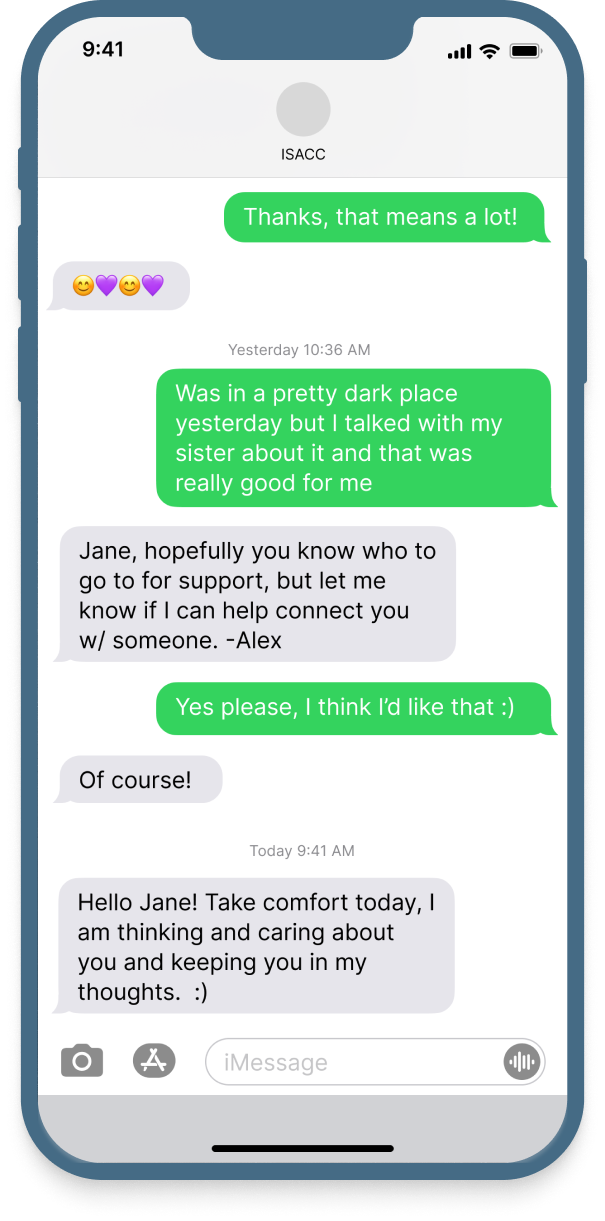 9:41
ISACC
Thanks, that means a lot!
😊💜😊💜
Yesterday 10:36 AM
Was in a pretty dark place
yesterday but I talked with my
sister about it and that was
really good for me
Jane, hopefully you know who to
go to for support, but let me
know if I can help connect you
w/ someone. -Alex
Yes please, I think I’d like that :)
Of course!
Today 9:41 AM
Hello Jane! Take comfort today, I
am thinking and caring about
you and keeping you in my
thoughts.  :)
iMessage